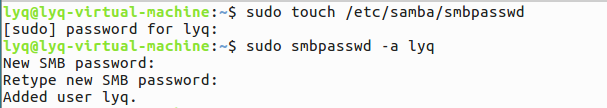 lyq@lyq-virtual-machine:~$ sudo touch /etc/samba/smbpasswd
[sudo] password for lyq:
lyq@lyq-virtual-machine:~$ sudo smbpasswd -a lyq
New SMB password:
Retype new SMB password:
Added user lyq.